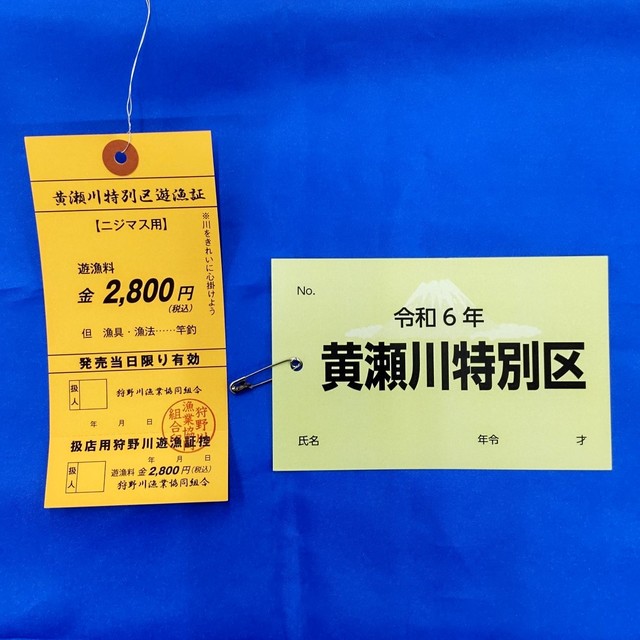 黄瀬川特別区遊漁証
【ニジマス用】
※川をきれいに心掛けよう
遊漁料
金 2,800円
(税込)
但 漁具・漁法……竿釣
発売当日限り有効
扱人
狩野川漁業協同組合
年 月 日
狩野川漁業協同組合
扱店用狩野川遊漁証控
年 月 日
扱人
遊漁料 金 2,800円(税込)
狩野川漁業協同組合
No.
令和6年
黄瀬川特別区
氏名 年令 才